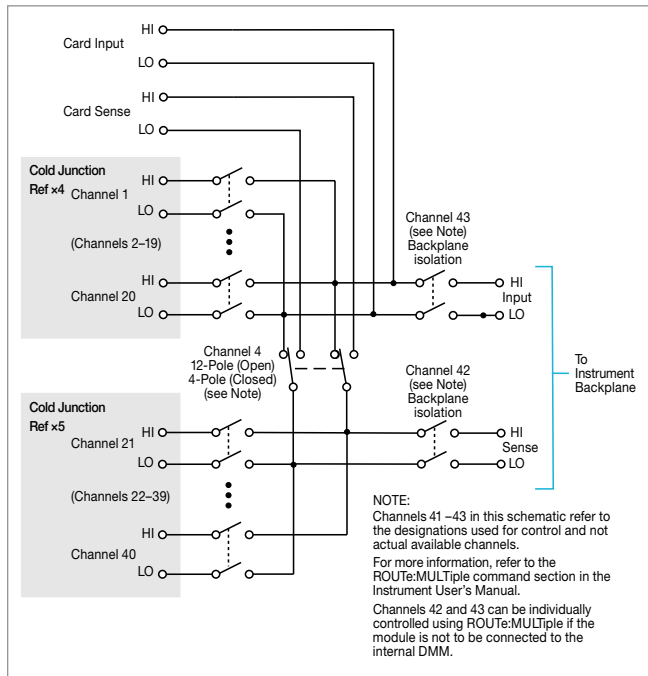 HI
Card Input
LO
HI
Card Sense
LO
Cold Junction
Ref ×4
Channel 1
HI
LO
(Channels 2–19)
HI
Channel 20
LO
Channel 43
(see Note)
Backplane
isolation
HI
Input
LO
Channel 4
12-Pole (Open)
4-Pole (Closed)
(see Note)
Channel 42
(see Note)
Backplane
isolation
To
Instrument
Backplane
Cold Junction
Ref ×5
Channel 21
HI
LO
(Channels 22–39)
HI
Channel 40
LO
HI
Sense
LO
NOTE:
Channels 41 –43 in this schematic refer to
the designations used for control and not
actual available channels.
For more information, refer to the
ROUTe:MULTiple command section in the
Instrument User's Manual.
Channels 42 and 43 can be individually
controlled using ROUTe:MULTiple if the
module is not to be connected to the
internal DMM.